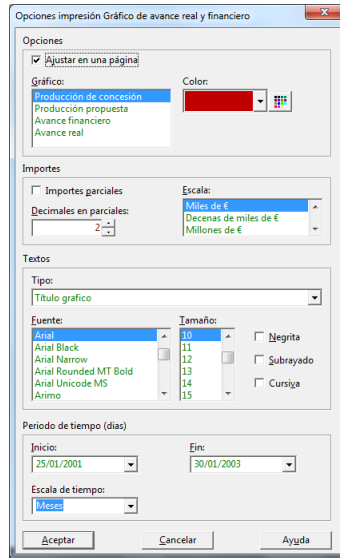 Opciones impresión Gráfico de avance real y financiero
Opciones
Ajustar en una página
Gráfico:
Producción de concesión
Producción propuesta
Avance financiero
Avance real
Color:
Importes
Importes parciales
Decimales en parciales:
2
Escala:
Miles de €
Decenas de miles de €
Millones de €
Textos
Tipo:
Título grafico
Fuente:
Arial
Arial Black
Arial Narrow
Arial Rounded MT Bold
Arial Unicode MS
Arimo
Tamaño:
10
11
12
13
14
15
Negrita
Subrayado
Cursiva
Periodo de tiempo (dias)
Inicio:
25/01/2001
Fin:
30/01/2003
Escala de tiempo:
Meses
Aceptar
Cancelar
Ayuda